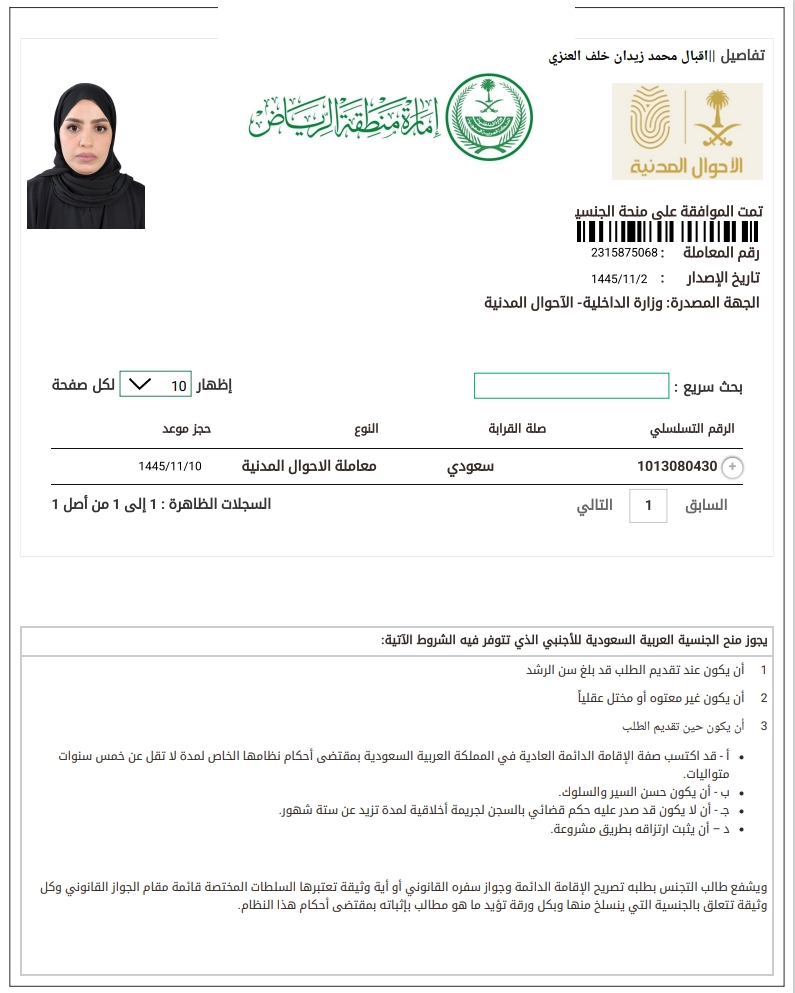 تفاصيل ||اقبال محمد زيدان خلف العنزي
إمارة منطقة الرياض
الأحوال المدنية
تمت الموافقة على منحة الجنسي
رقم المعاملة : 2315875068
تاريخ الإصدار : 1445/11/2
الجهة المصدرة: وزارة الداخلية- الآحوال المدنية
بحث سريع :
إظهار 10 لكل صفحة
الرقم التسلسلي صلة القرابة النوع حجز موعد
1013080430 سعودي معاملة الاحوال المدنية 1445/11/10
السابق 1 التالي السجلات الظاهرة : 1 إلى 1 من أصل 1
يجوز منح الجنسية العربية السعودية للأجنبي الذي تتوفر فيه الشروط الآتية:
1 أن يكون عند تقديم الطلب قد بلغ سن الرشد
2 أن يكون غير معتوه أو مختل عقلياً
3 أن يكون حين تقديم الطلب
• أ - قد اكتسب صفة الإقامة الدائمة العادية في المملكة العربية السعودية بمقتضى أحكام نظامها الخاص لمدة لا تقل عن خمس سنوات
متواليات.
• ب - أن يكون حسن السير والسلوك.
• جـ - أن لا يكون قد صدر عليه حكم قضائي بالسجن لجريمة أخلاقية لمدة تزيد عن ستة شهور.
• د – أن يثبت ارتزاقه بطريق مشروعة.
ويشفع طالب التجنس بطلبه تصريح الإقامة الدائمة وجواز سفره القانوني أو أية وثيقة تعتبرها السلطات المختصة قائمة مقام الجواز القانوني وكل
وثيقة تتعلق بالجنسية التي ينسلخ منها وبكل ورقة تؤيد ما هو مطالب بإثباته بمقتضى أحكام هذا النظام.